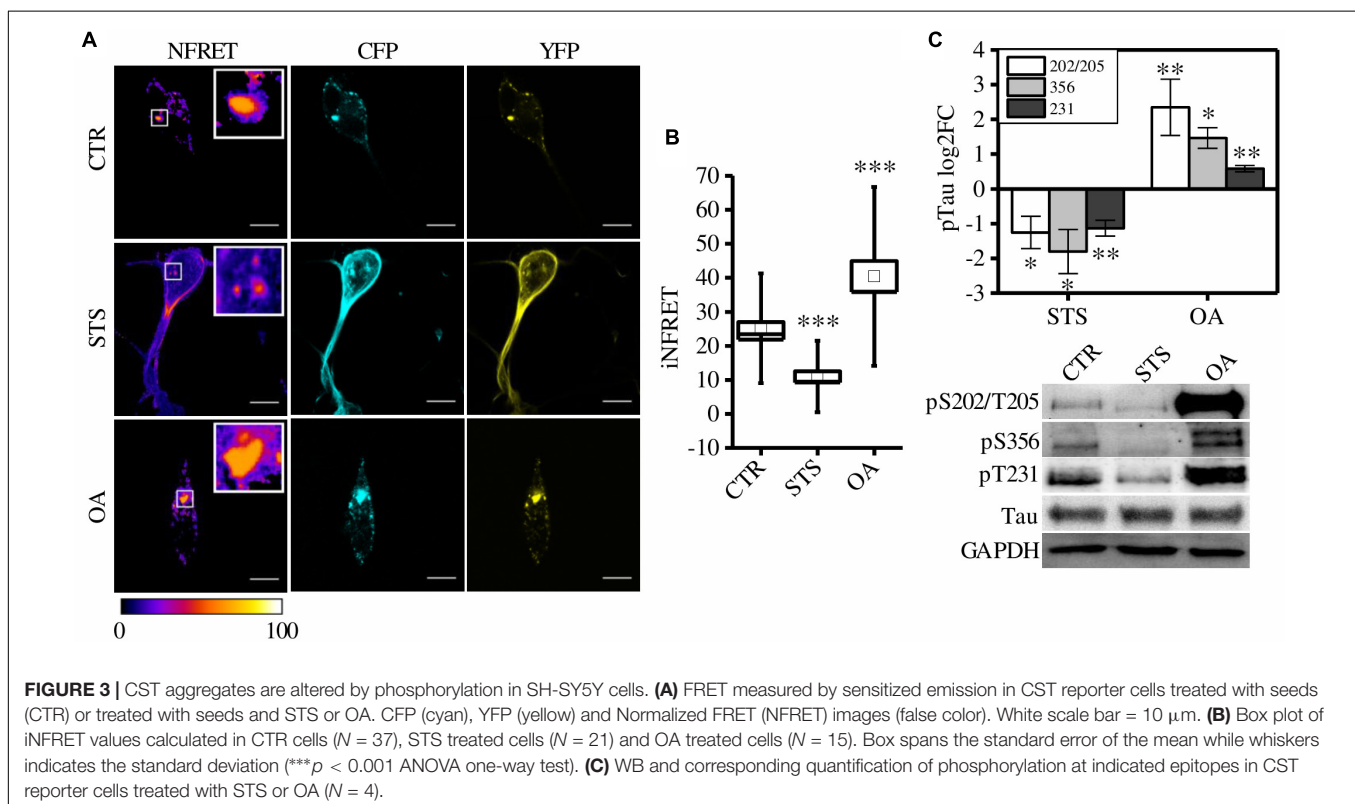 A
NFRET CFP YFP
CTR
STS
OA
0 100
B
iNFRET
70
60
50
40
30
20
10
0
-10
***
***
CTR STS OA
C
pTau log2FC
4
3
2
1
0
-1
-2
-3
202/205
356
231
** * **
* * **
STS OA
CTR STS OA
pS202/T205
pS356
pT231
Tau
GAPDH
FIGURE 3 | CST aggregates are altered by phosphorylation in SH-SY5Y cells. (A) FRET measured by sensitized emission in CST reporter cells treated with seeds
(CTR) or treated with seeds and STS or OA. CFP (cyan), YFP (yellow) and Normalized FRET (NFRET) images (false color). White scale bar = 10 μm. (B) Box plot of
iNFRET values calculated in CTR cells (N = 37), STS treated cells (N = 21) and OA treated cells (N = 15). Box spans the standard error of the mean while whiskers
indicates the standard deviation (***p < 0.001 ANOVA one-way test). (C) WB and corresponding quantification of phosphorylation at indicated epitopes in CST
reporter cells treated with STS or OA (N = 4).